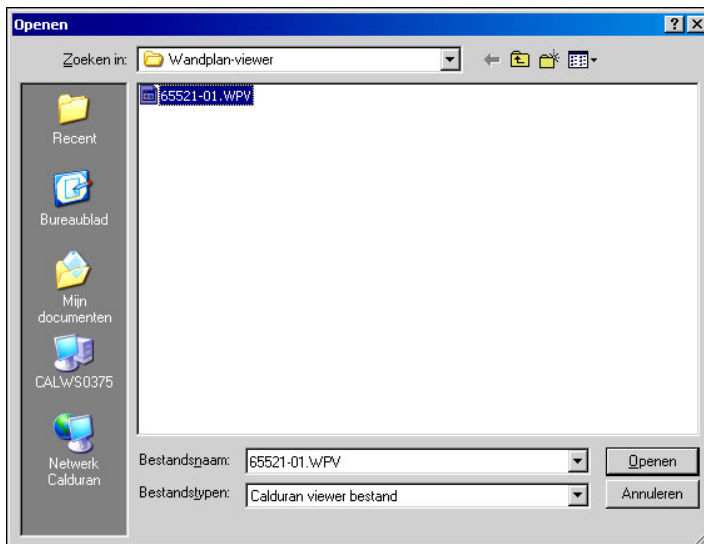 Openen
Zoeken in:
Wandplan-viewer
65521-01.WPV
Recent
Bureaublad
Mijn
documenten
CALWS0375
Netwerk
Calduran
Bestandsnaam:
65521-01.WPV
Openen
Bestandstypen:
Calduran viewer bestand
Annuleren